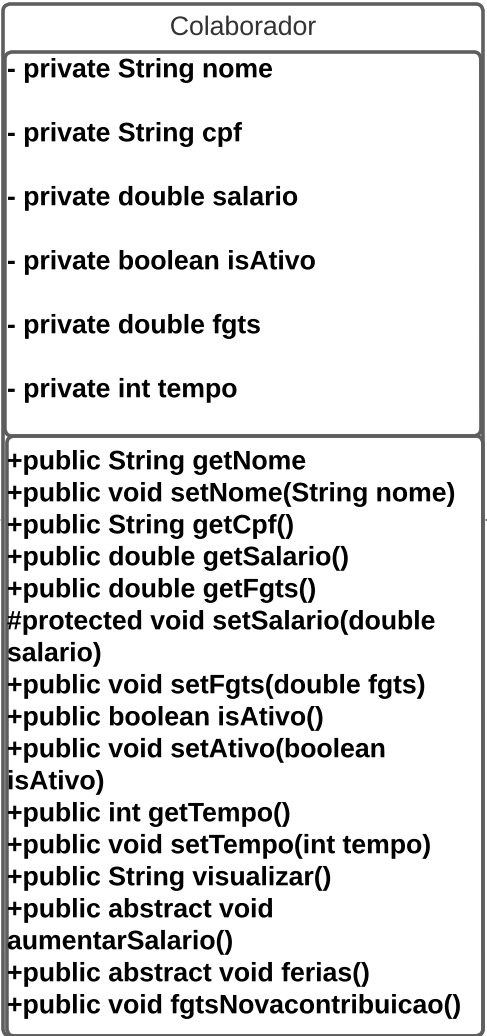 Colaborador
- private String nome
- private String cpf
- private double salario
- private boolean isAtivo
- private double fgts
- private int tempo
+public String getNome
+public void setNome(String nome)
+public String getCpf()
+public double getSalario()
+public double getFgts()
#protected void setSalario(double
salario)
+public void setFgts(double fgts)
+public boolean isAtivo()
+public void setAtivo(boolean
isAtivo)
+public int getTempo()
+public void setTempo(int tempo)
+public String visualizar()
+public abstract void
aumentarSalario()
+public abstract void ferias()
+public void fgtsNovacontribuicao()